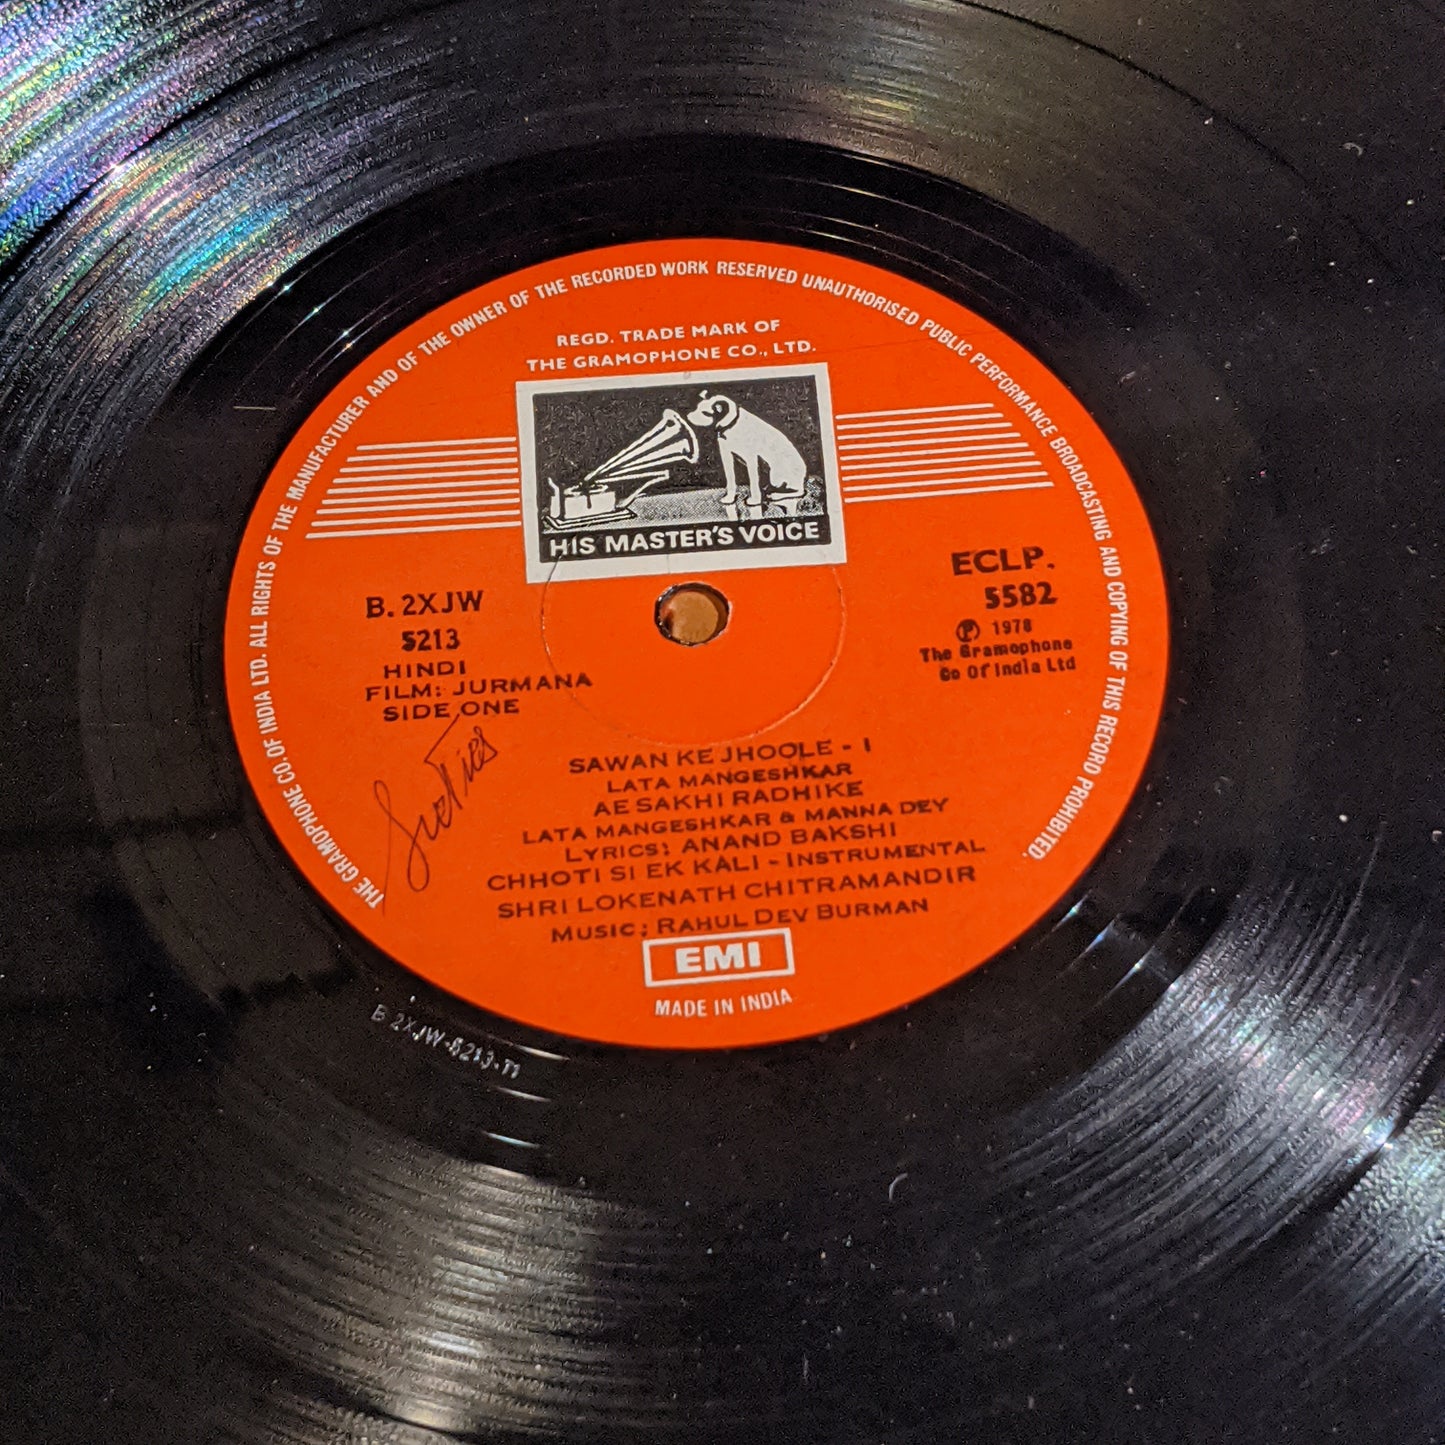 THE GRAMOPHONE CO. OF INDIA LTD. ALL RIGHTS OF THE MANUFACTURER AND OF THE OWNER OF THE RECORDED WORK RESERVED UNAUTHORISED PUBLIC PERFORMANCE BROADCASTING AND COPYING OF THIS RECORD PROHIBITED.
REGD. TRADE MARK OF
THE GRAMOPHONE CO., LTD.
HIS MASTER'S VOICE
B. 2XJW
5213
HINDI
FILM: JURMANA
SIDE ONE
ECLP.
5582
℗ 1978
The Gramophone
Co Of India Ltd
SAWAN KE JHOOLE - I
LATA MANGESHKAR
AE SAKHI RADHIKE
LATA MANGESHKAR & MANNA DEY
LYRICS: ANAND BAKSHI
CHHOTI SI EK KALI - INSTRUMENTAL
SHRI LOKENATH CHITRAMANDIR
MUSIC; RAHUL DEV BURMAN
EMI
MADE IN INDIA
B 2XJW-5213-